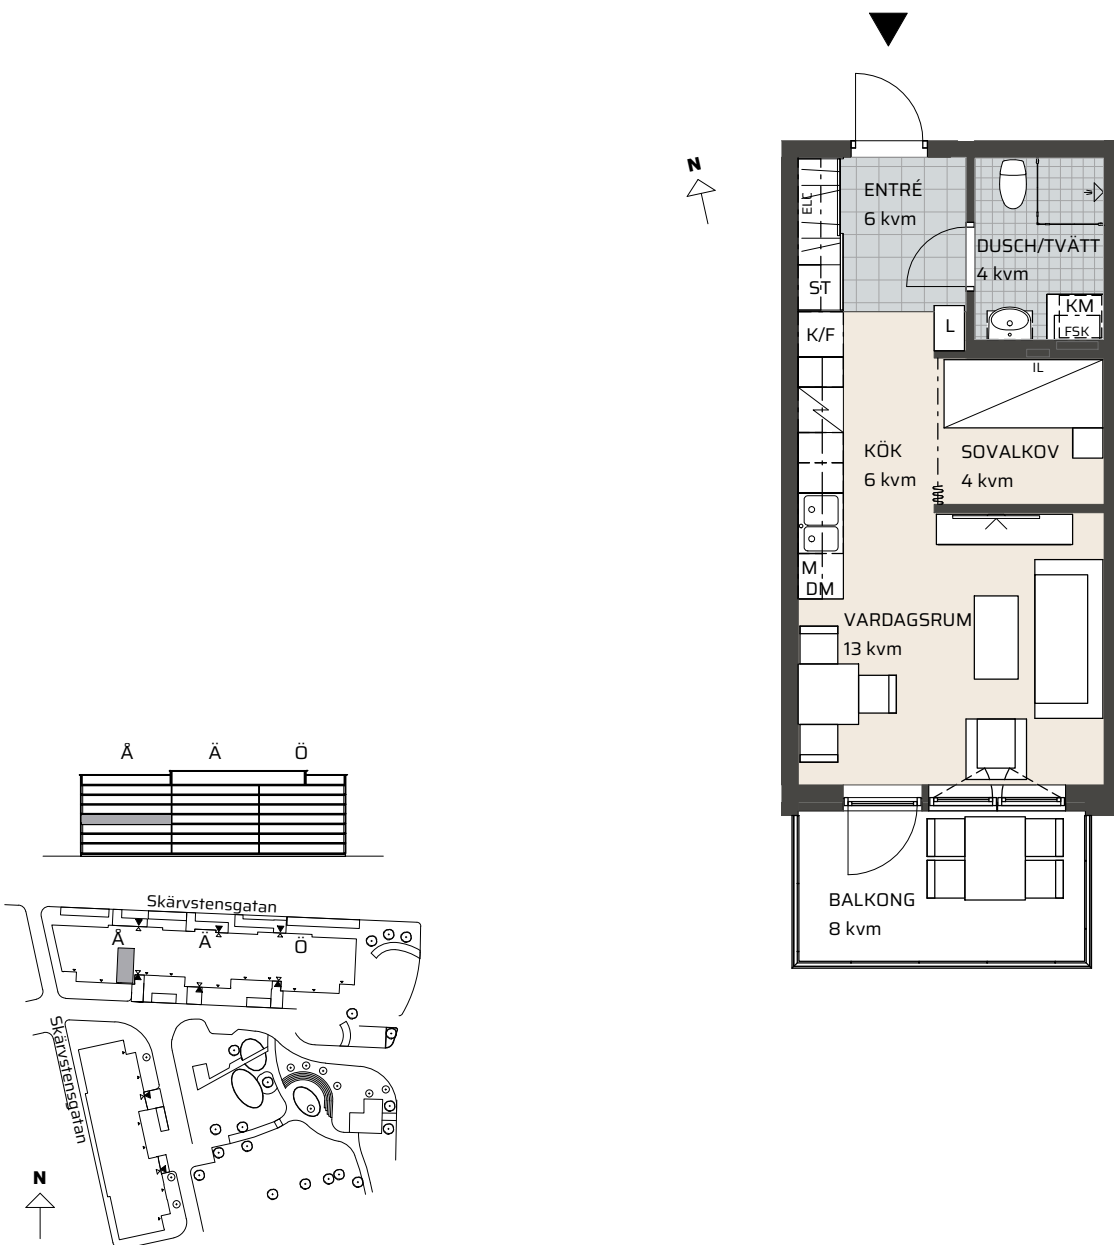 N
ENTRÉ
6 kvm
ELC
DUSCH/TVÄTT
4 kvm
ST
KM
FSK
K/F
L
IL
KÖK
6 kvm
SOVALKOV
4 kvm
M
DM
VARDAGSRUM
13 kvm
BALKONG
8 kvm
Å Ä Ö
Skärvstensgatan
Å Ä Ö
Skärvstensgatan
N